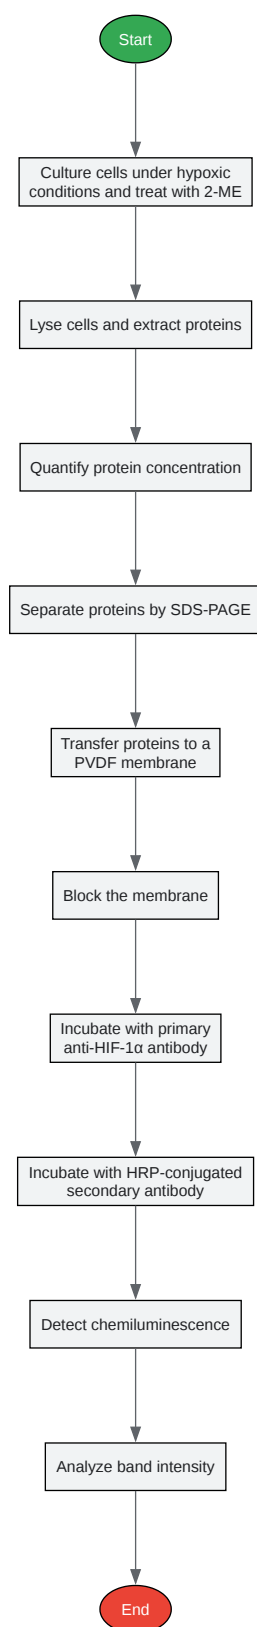 Start
Culture cells under hypoxic
conditions and treat with 2-ME
Lyse cells and extract proteins
Quantify protein concentration
Separate proteins by SDS-PAGE
Transfer proteins to a
PVDF membrane
Block the membrane
Incubate with primary
anti-HIF-1α antibody
Incubate with HRP-conjugated
secondary antibody
Detect chemiluminescence
Analyze band intensity
End